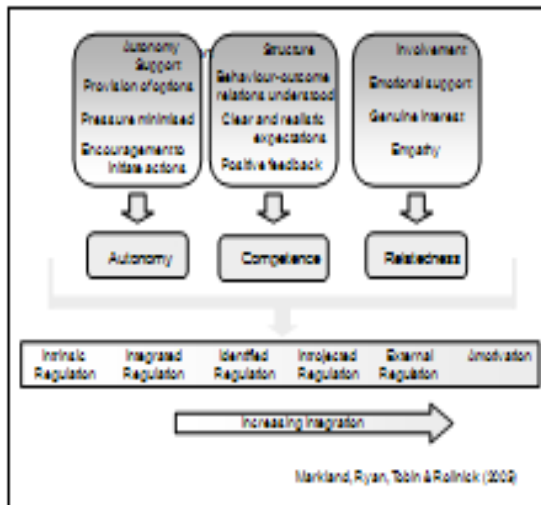 Autonomy
Support
Provision of options
Pressure minimised
Encouragement to
initiate actions
Structure
Behaviour-outcome
relations understood
Clear and realistic
expectations
Positive feedback
Involvement
Emotional support
Genuine interest
Empathy
Autonomy
Competence
Relatedness
Intrinsic
Regulation
Integrated
Regulation
Identified
Regulation
Introjected
Regulation
External
Regulation
Amotivation
Increasing Integration
Markland, Ryan, Tobin & Rollnick